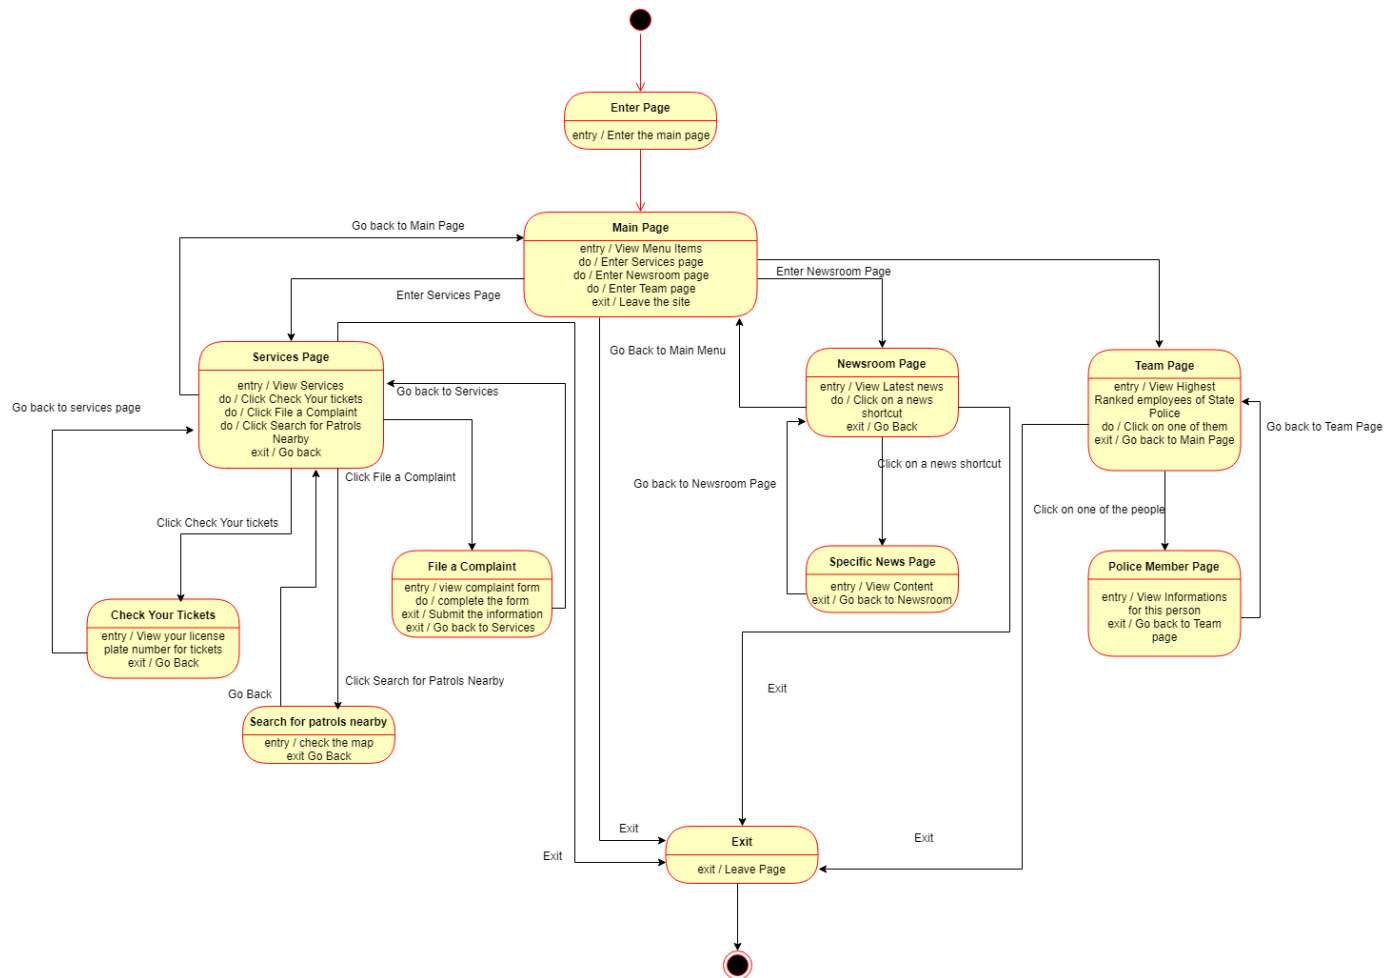 Enter Page
entry / Enter the main page
Go back to Main Page
Main Page
entry / View Menu Items
do / Enter Services page
do / Enter Newsroom page
do / Enter Team page
exit / Leave the site
Enter Newsroom Page
Enter Services Page
Go Back to Main Menu
Services Page
entry / View Services
do / Click Check Your tickets
do / Click File a Complaint
do / Click Search for Patrols
Nearby
exit / Go back
Go back to Services
Newsroom Page
entry / View Latest news
do / Click on a news
shortcut
exit / Go Back
Team Page
entry / View Highest
Ranked employees of State
Police
do / Click on one of them
exit / Go back to Main Page
Go back to services page
Go back to Team Page
Click File a Complaint
Click on a news shortcut
Go back to Newsroom Page
Click on one of the people
Click Check Your tickets
File a Complaint
entry / view complaint form
do / complete the form
exit / Submit the information
exit / Go back to Services
Specific News Page
entry / View Content
exit / Go back to Newsroom
Police Member Page
entry / View Informations
for this person
exit / Go back to Team
page
Check Your Tickets
entry / View your license
plate number for tickets
exit / Go Back
Click Search for Patrols Nearby
Go Back
Exit
Search for patrols nearby
entry / check the map
exit Go Back
Exit
Exit
Exit
Exit
exit / Leave Page